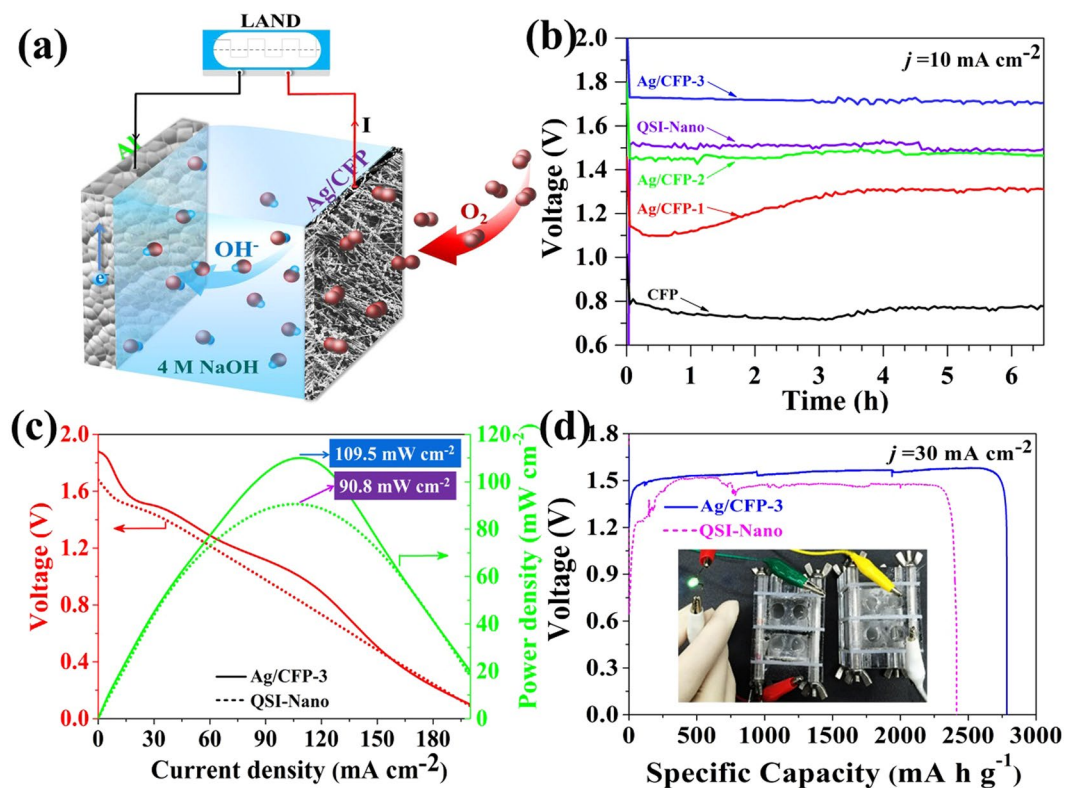 (a)
LAND
Al
I
Ag/CFP
O2
OH-
e-
4 M NaOH
(b)
j =10 mA cm-2
Voltage (V)
2.0
1.8
1.6
1.4
1.2
1.0
0.8
0.6
Ag/CFP-3
QSI-Nano
Ag/CFP-2
Ag/CFP-1
CFP
0 1 2 3 4 5 6
Time (h)
(c)
Voltage (V)
2.0
1.6
1.2
0.8
0.4
0.0
109.5 mW cm-2
90.8 mW cm-2
Ag/CFP-3
QSI-Nano
120
100
80
60
40
20
0
Power density (mW cm-2)
0 30 60 90 120 150 180
Current density (mA cm-2)
(d)
j =30 mA cm-2
Voltage (V)
1.8
1.5
1.2
0.9
0.6
0.3
0.0
Ag/CFP-3
QSI-Nano
0 500 1000 1500 2000 2500 3000
Specific Capacity (mA h g-1)